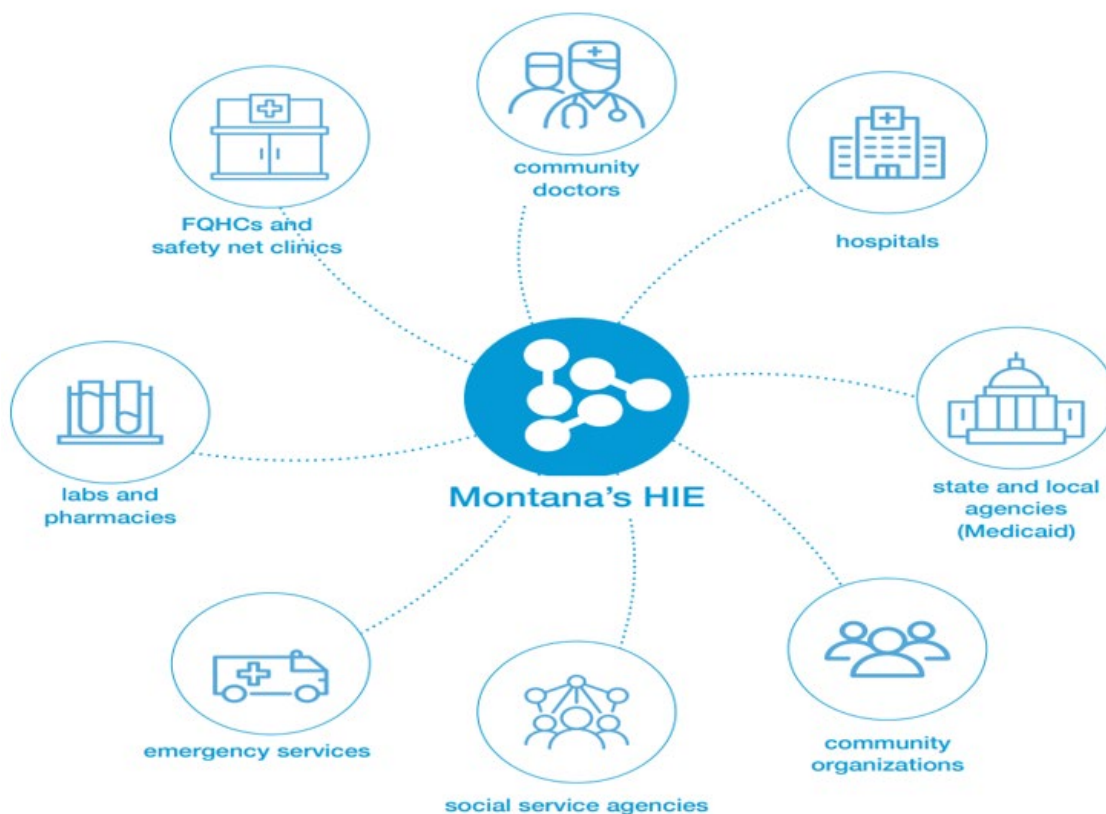 community
doctors
FQHCs and
safety net clinics
hospitals
labs and
pharmacies
Montana's HIE
state and local
agencies
(Medicaid)
emergency services
community
organizations
social service agencies